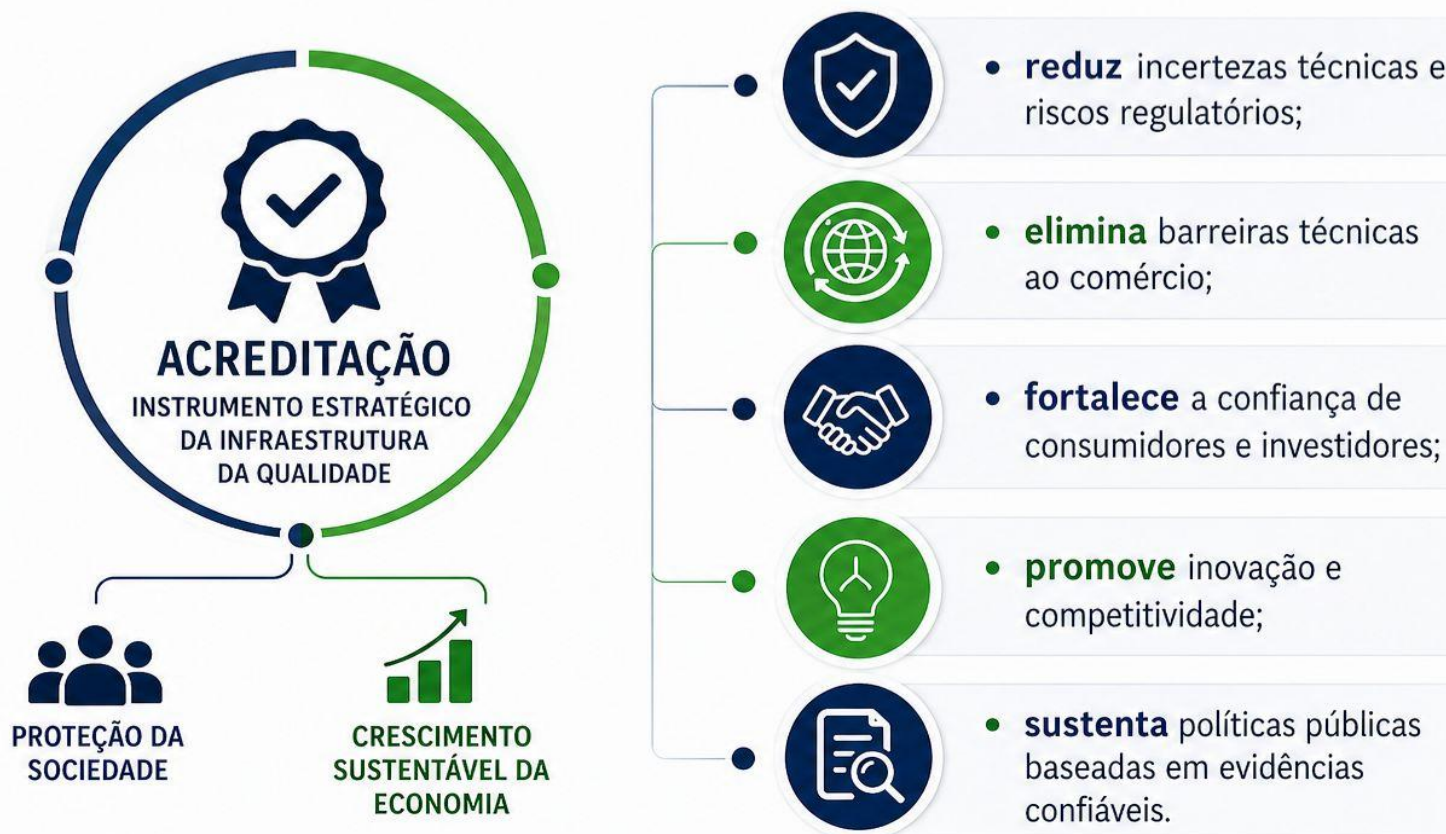 ACREDITAÇÃO
INSTRUMENTO ESTRATÉGICO
DA INFRAESTRUTURA
DA QUALIDADE
PROTEÇÃO DA
SOCIEDADE
CRESCIMENTO
SUSTENTÁVEL DA
ECONOMIA
• reduz incertezas técnicas e
riscos regulatórios;
• elimina barreiras técnicas
ao comércio;
• fortalece a confiança de
consumidores e investidores;
• promove inovação e
competitividade;
• sustenta políticas públicas
baseadas em evidências
confiáveis.